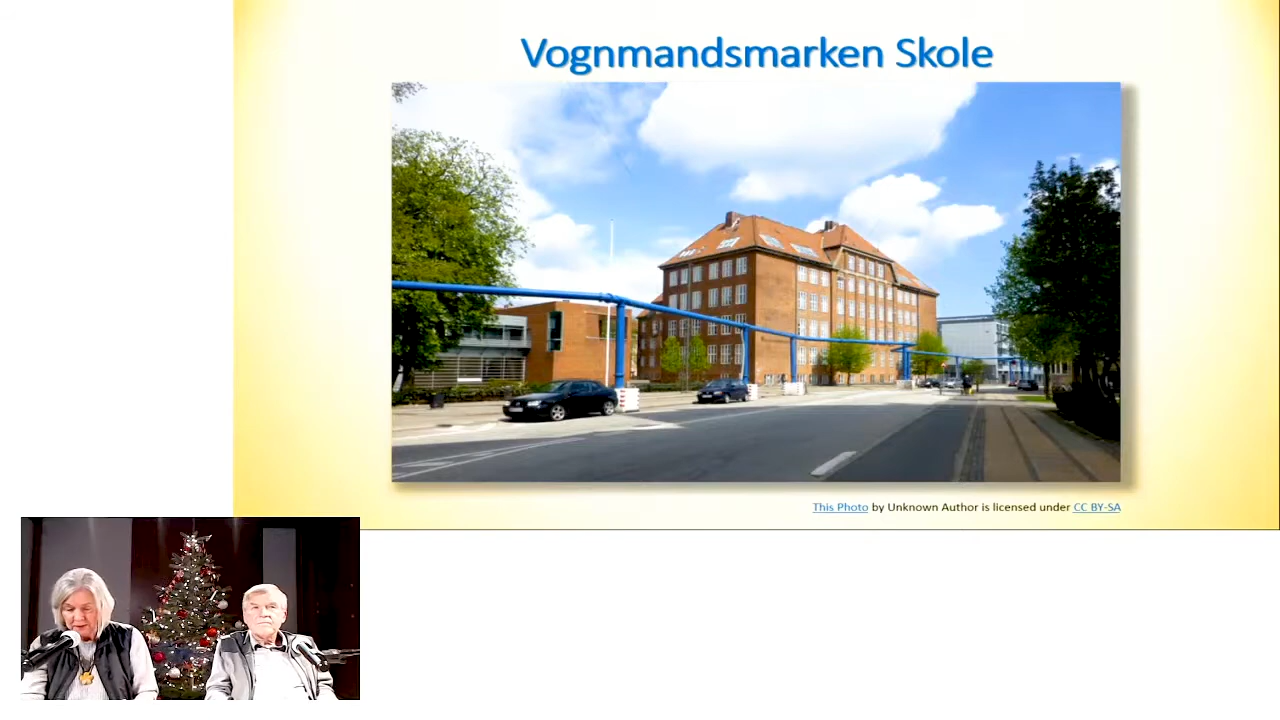 Vognmandsmarken Skole
This Photo by Unknown Author is licensed under CC BY-SA